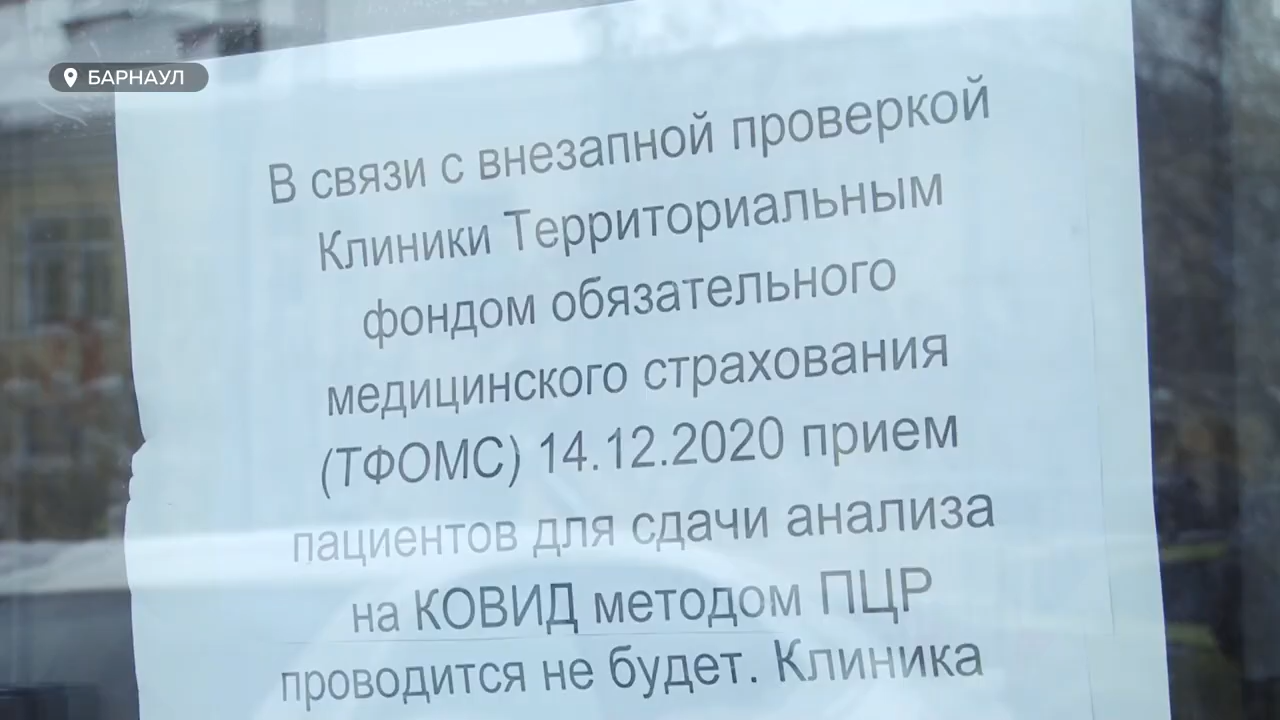 БАРНАУЛ
В связи с внезапной проверкой
Клиники Территориальным
фондом обязательного
медицинского страхования
(ТФОМС) 14.12.2020 прием
пациентов для сдачи анализа
на КОВИД методом ПЦР
проводится не будет. Клиника